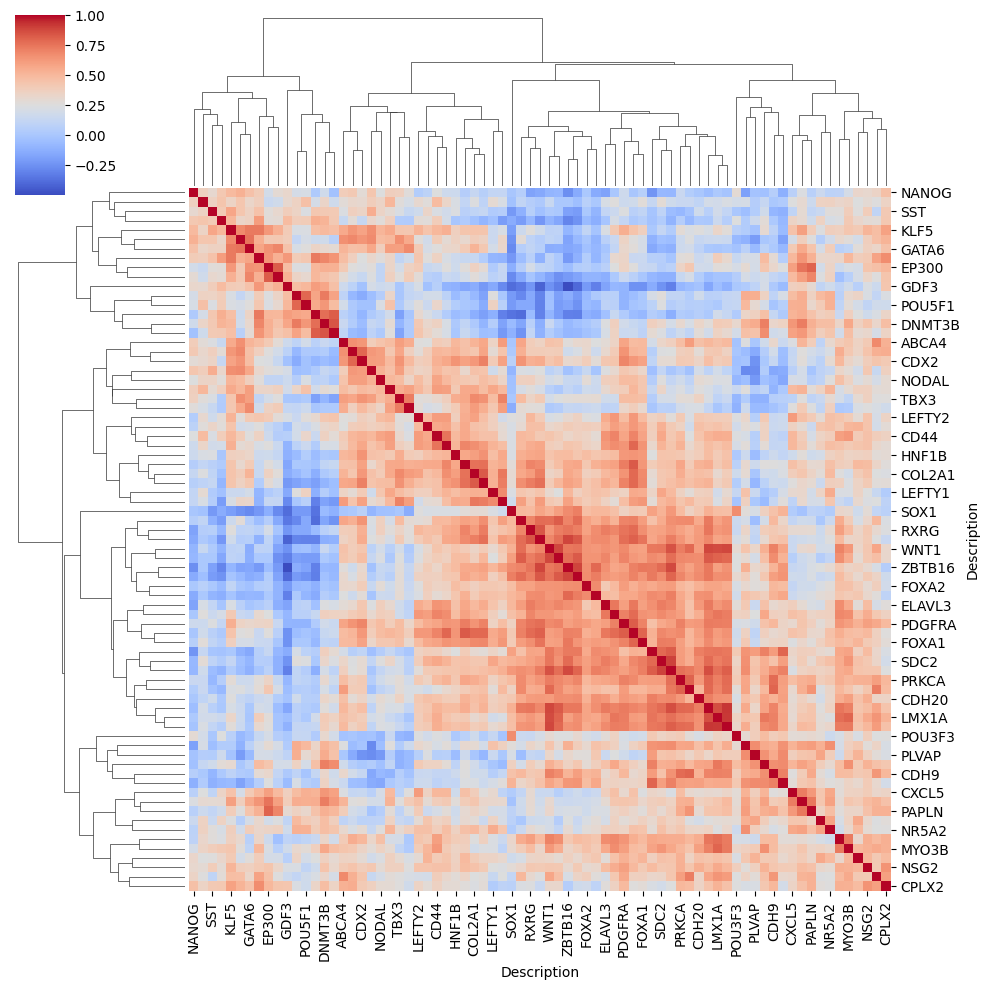 1.00
0.75
0.50
0.25
0.00
−0.25
NANOG
SST
KLF5
GATA6
EP300
GDF3
POU5F1
DNMT3B
ABCA4
CDX2
NODAL
TBX3
LEFTY2
CD44
HNF1B
COL2A1
LEFTY1
SOX1
RXRG
WNT1
ZBTB16
FOXA2
ELAVL3
PDGFRA
FOXA1
SDC2
PRKCA
CDH20
LMX1A
POU3F3
PLVAP
CDH9
CXCL5
PAPLN
NR5A2
MYO3B
NSG2
CPLX2
Description
NANOG
SST
KLF5
GATA6
EP300
GDF3
POU5F1
DNMT3B
ABCA4
CDX2
NODAL
TBX3
LEFTY2
CD44
HNF1B
COL2A1
LEFTY1
SOX1
RXRG
WNT1
ZBTB16
FOXA2
ELAVL3
PDGFRA
FOXA1
SDC2
PRKCA
CDH20
LMX1A
POU3F3
PLVAP
CDH9
CXCL5
PAPLN
NR5A2
MYO3B
NSG2
CPLX2
Description